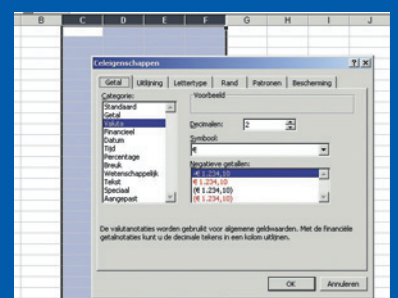 B C D E F G H I J
Celeigenschappen
Getal Uitlijning Lettertype Rand Patronen Bescherming
Categorie:
Voorbeeld
Standaard
Getal
Valuta
Financieel
Datum
Tijd
Percentage
Breuk
Wetenschappelijk
Tekst
Speciaal
Aangepast
Decimalen: 2
Symbool:
€
Negatieve getallen:
-€ 1.234,10
€ 1.234,10
(€ 1.234,10)
(€ 1.234,10)
De valutanotaties worden gebruikt voor algemene geldwaarden. Met de financiële
getalnotaties kunt u de decimale tekens in een kolom uitlijnen.
OK Annuleren